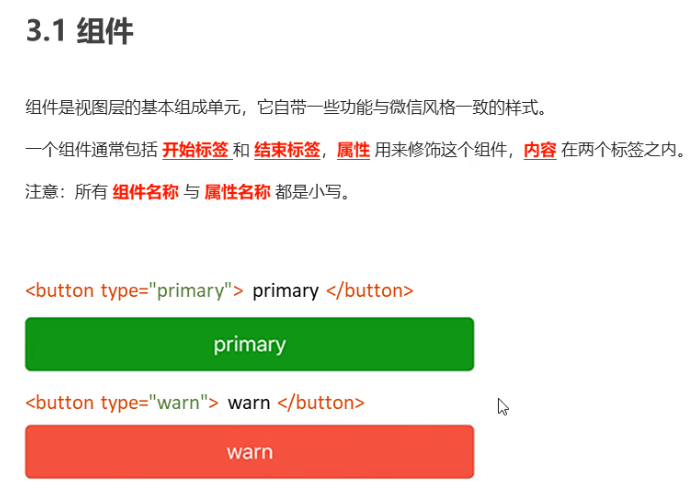 3.1 组件
组件是视图层的基本组成单元，它自带一些功能与微信风格一致的样式。
一个组件通常包括 开始标签 和 结束标签，属性 用来修饰这个组件，内容 在两个标签之内。
注意：所有 组件名称 与 属性名称 都是小写。
<button type="primary"> primary </button>
primary
<button type="warn"> warn </button>
warn